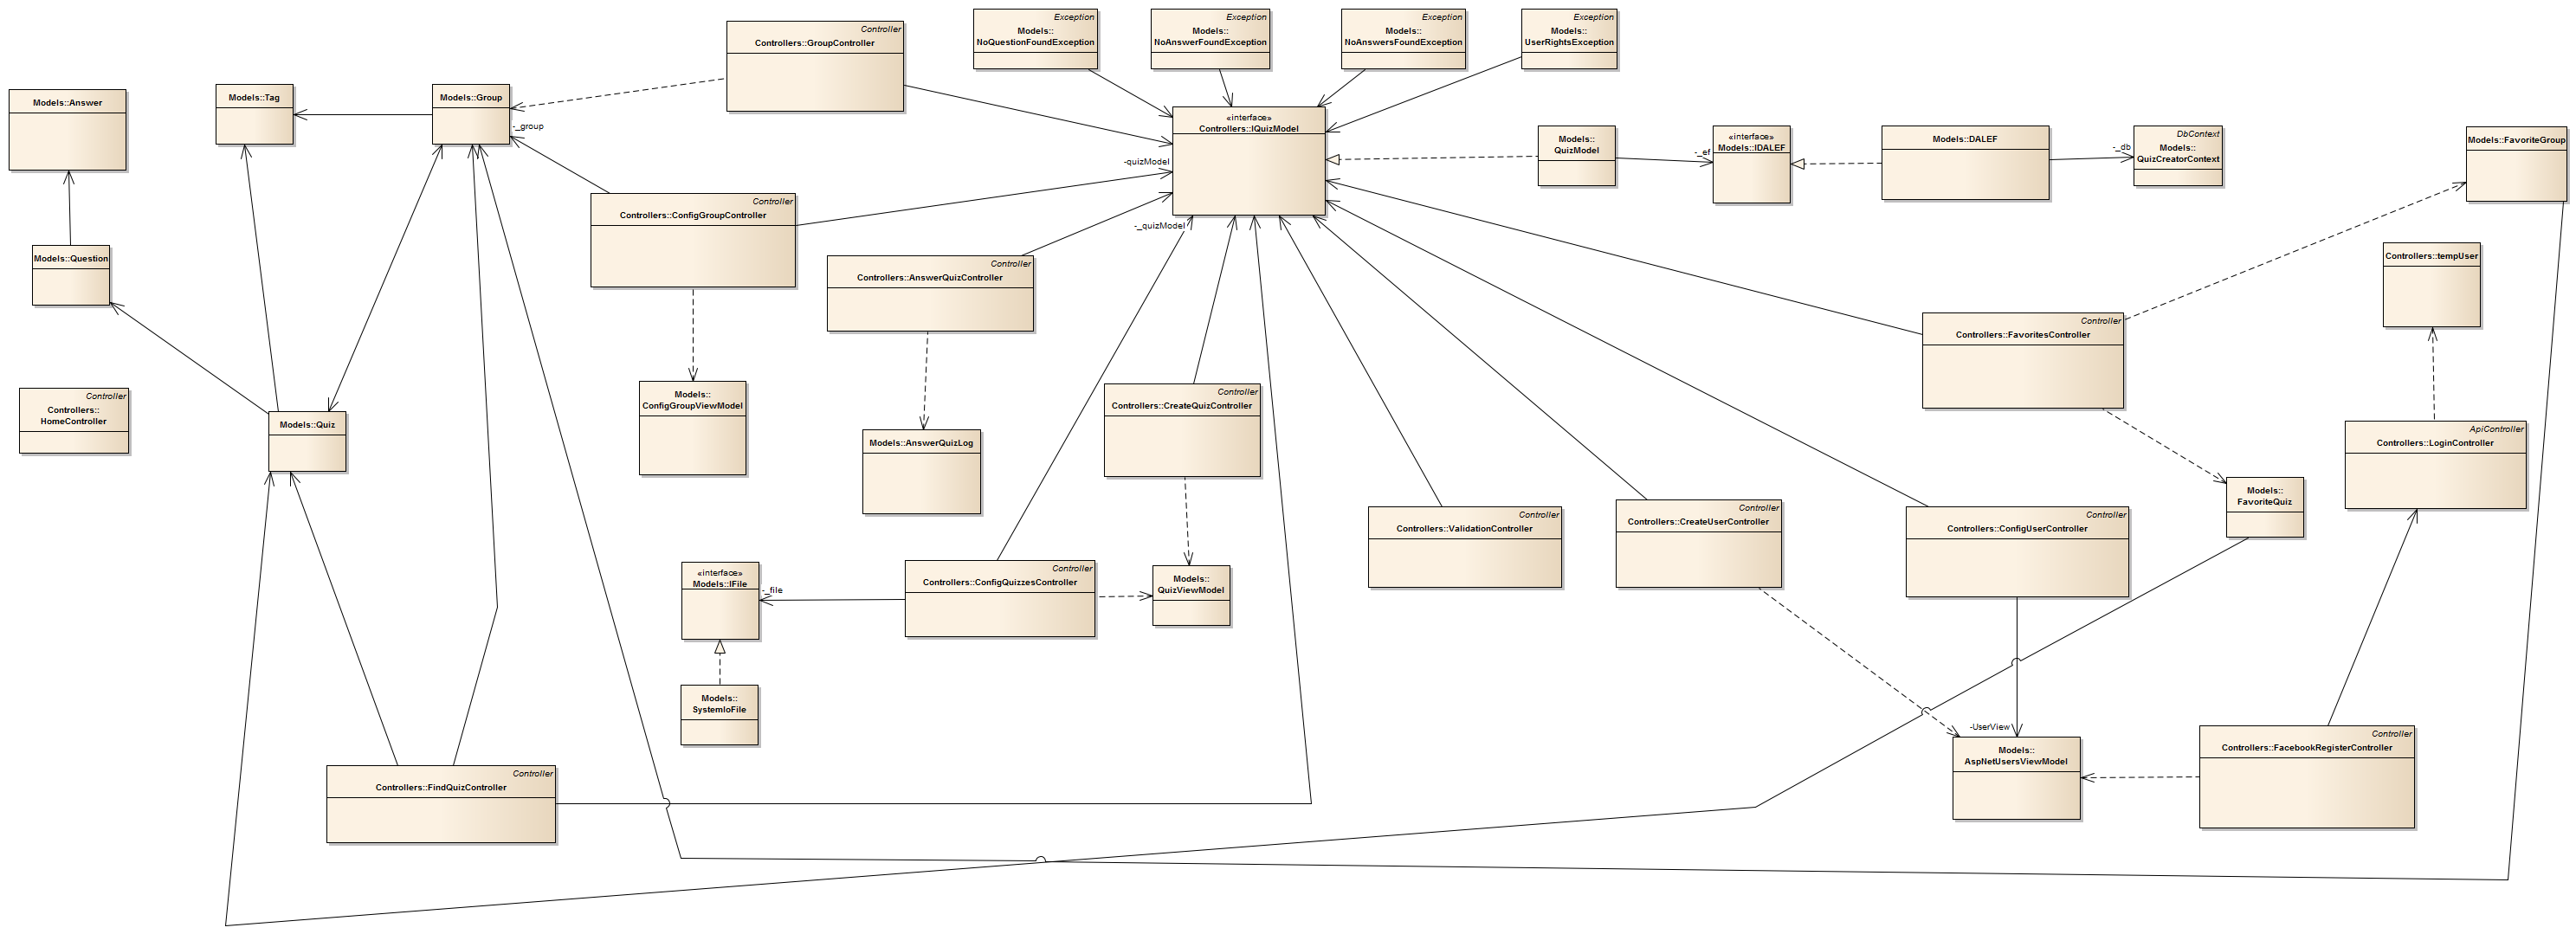 Exception
Models::
NoQuestionFoundException
Exception
Models::
NoAnswerFoundException
Exception
Models::
NoAnswersFoundException
Exception
Models::
UserRightsException
Controller
Controllers::GroupController
Models::Answer
Models::Tag
Models::Group
-_group
«interface»
Controllers::IQuizModel
-quizModel
-_quizModel
Models::
QuizModel
-_ef
«interface»
Models::IDALEF
Models::DALEF
-_db
DbContext
Models::
QuizCreatorContext
Models::FavoriteGroup
Controller
Controllers::ConfigGroupController
Models::Question
Controller
Controllers::AnswerQuizController
Controllers::tempUser
Controller
Controllers::FavoritesController
Controller
Controllers::
HomeController
Models::Quiz
Models::
ConfigGroupViewModel
Models::AnswerQuizLog
Controller
Controllers::CreateQuizController
ApiController
Controllers::LoginController
Models::
FavoriteQuiz
Controller
Controllers::ValidationController
Controller
Controllers::CreateUserController
Controller
Controllers::ConfigUserController
«interface»
Models::IFile
-_file
Controller
Controllers::ConfigQuizzesController
Models::
QuizViewModel
Models::
SystemIoFile
-UserView
Models::
AspNetUsersViewModel
Controller
Controllers::FacebookRegisterController
Controller
Controllers::FindQuizController